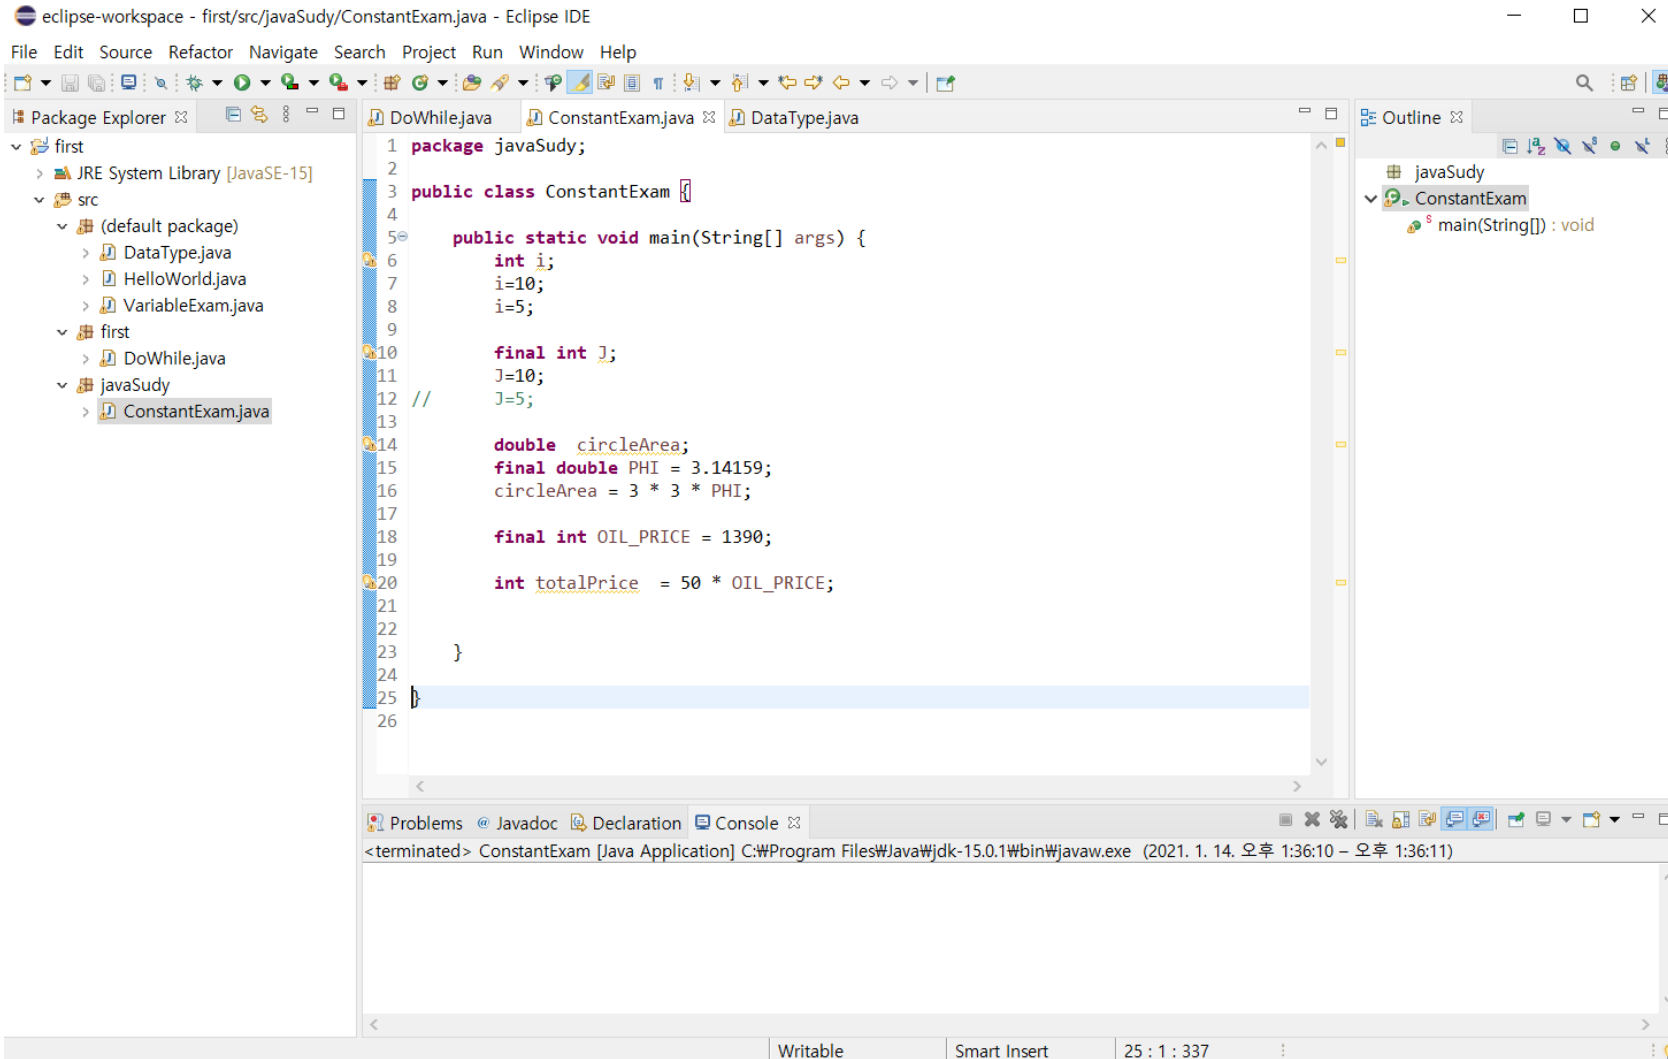 eclipse-workspace - first/src/javaSudy/ConstantExam.java - Eclipse IDE
File Edit Source Refactor Navigate Search Project Run Window Help
Package Explorer
first
JRE System Library [JavaSE-15]
src
(default package)
DataType.java
HelloWorld.java
VariableExam.java
first
DoWhile.java
javaSudy
ConstantExam.java
DoWhile.java ConstantExam.java DataType.java
1 package javaSudy;
2
3 public class ConstantExam {
4
5 public static void main(String[] args) {
6 int i;
7 i=10;
8 i=5;
9
10 final int J;
11 J=10;
12 // J=5;
13
14 double circleArea;
15 final double PHI = 3.14159;
16 circleArea = 3 * 3 * PHI;
17
18 final int OIL_PRICE = 1390;
19
20 int totalPrice = 50 * OIL_PRICE;
21
22
23 }
24
25 }
26
Outline
javaSudy
ConstantExam
main(String[]) : void
Problems @ Javadoc Declaration Console
<terminated> ConstantExam [Java Application] C:₩Program Files₩Java₩jdk-15.0.1₩bin₩javaw.exe (2021. 1. 14. 오후 1:36:10 – 오후 1:36:11)
Writable Smart Insert 25 : 1 : 337